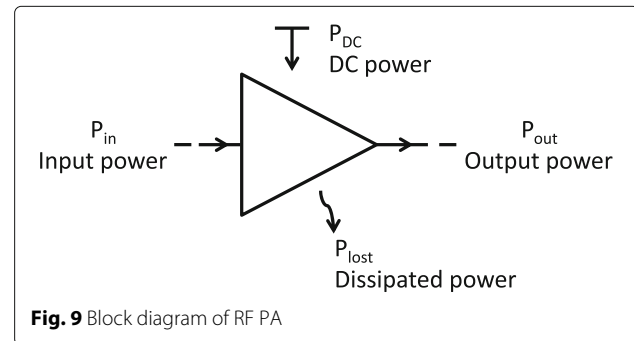 P_DC
DC power
P_in
Input power
P_out
Output power
P_lost
Dissipated power
Fig. 9 Block diagram of RF PA